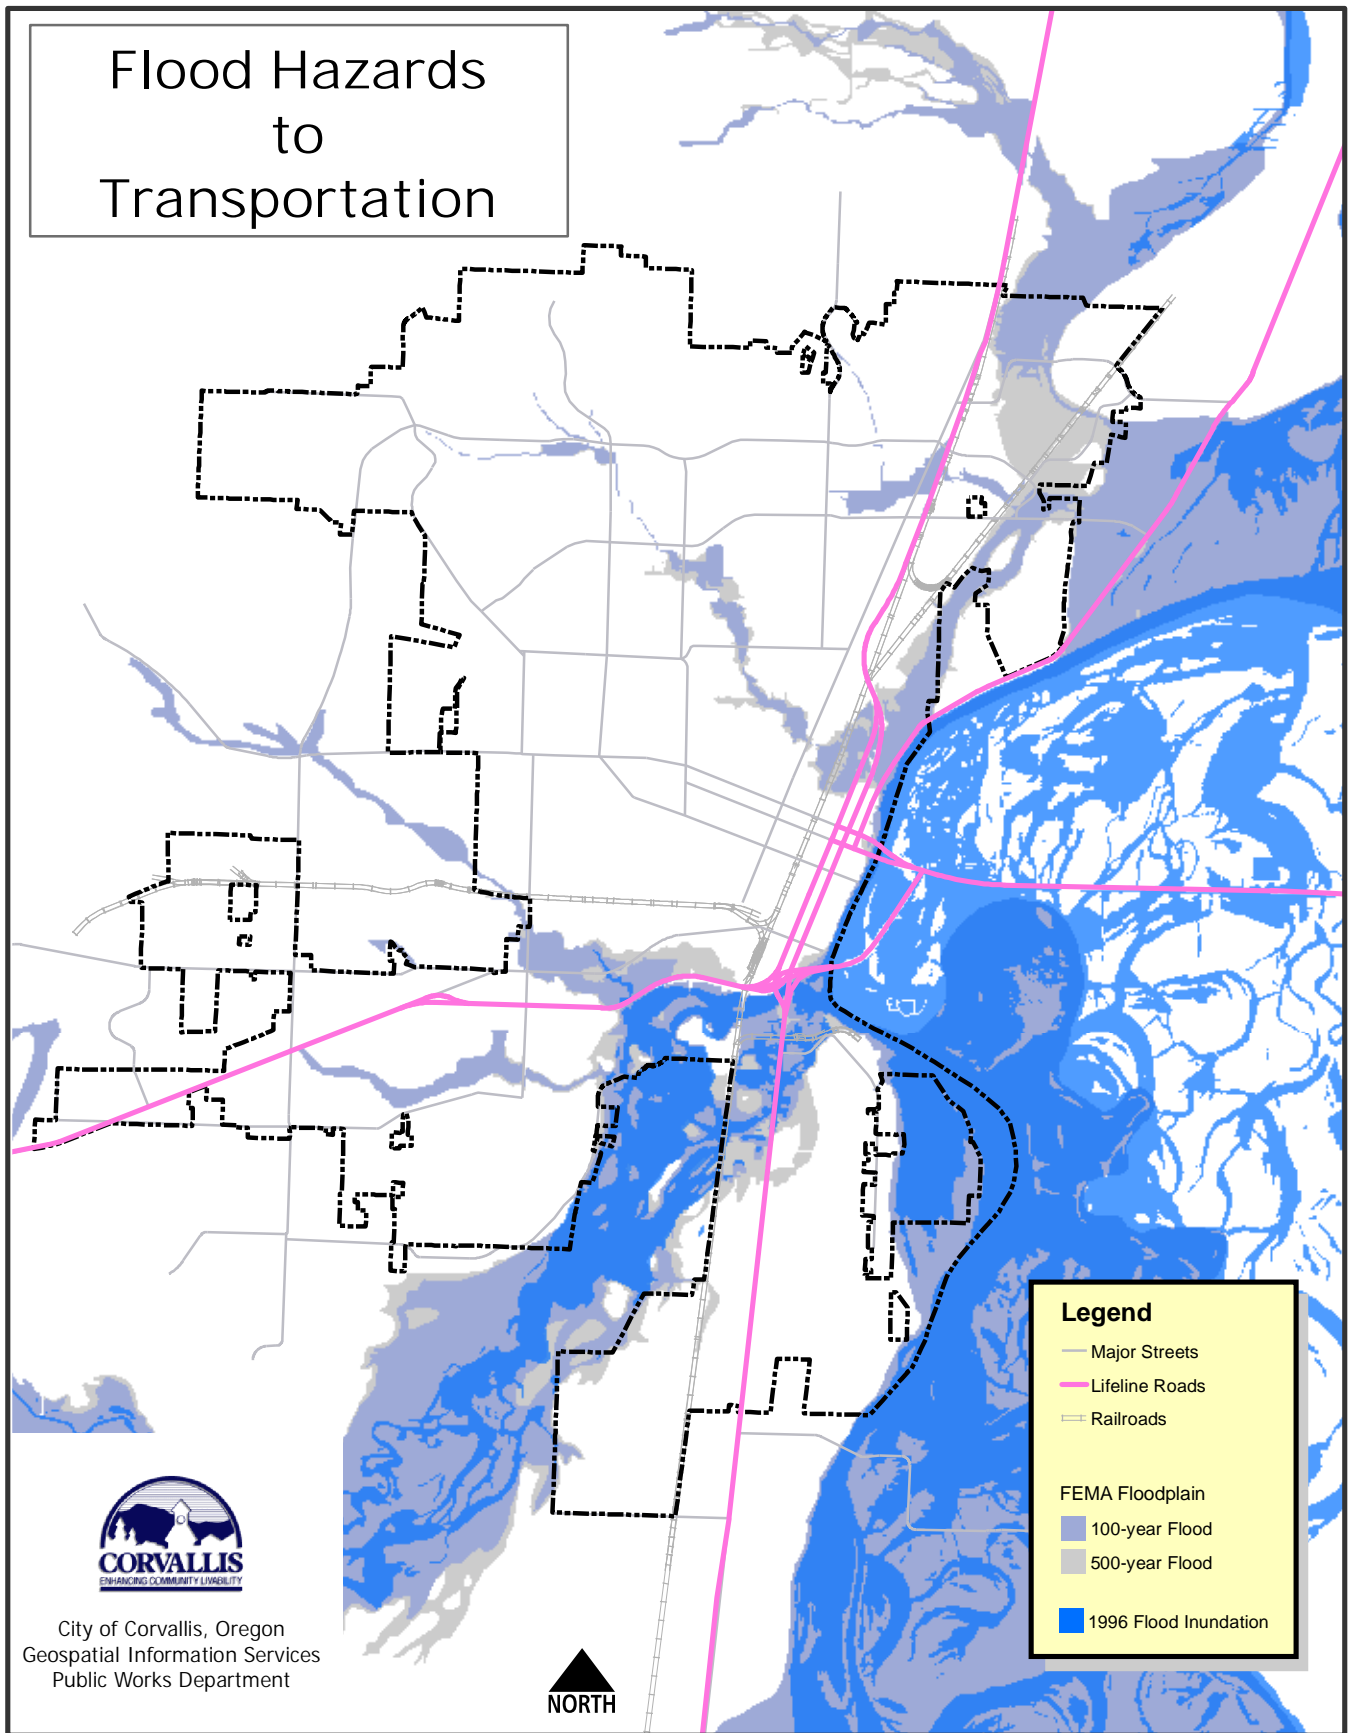 Flood Hazards
to
Transportation
Legend
Major Streets
Lifeline Roads
Railroads
FEMA Floodplain
100-year Flood
500-year Flood
1996 Flood Inundation
CORVALLIS
ENHANCING COMMUNITY LIVABILITY
City of Corvallis, Oregon
Geospatial Information Services
Public Works Department
NORTH